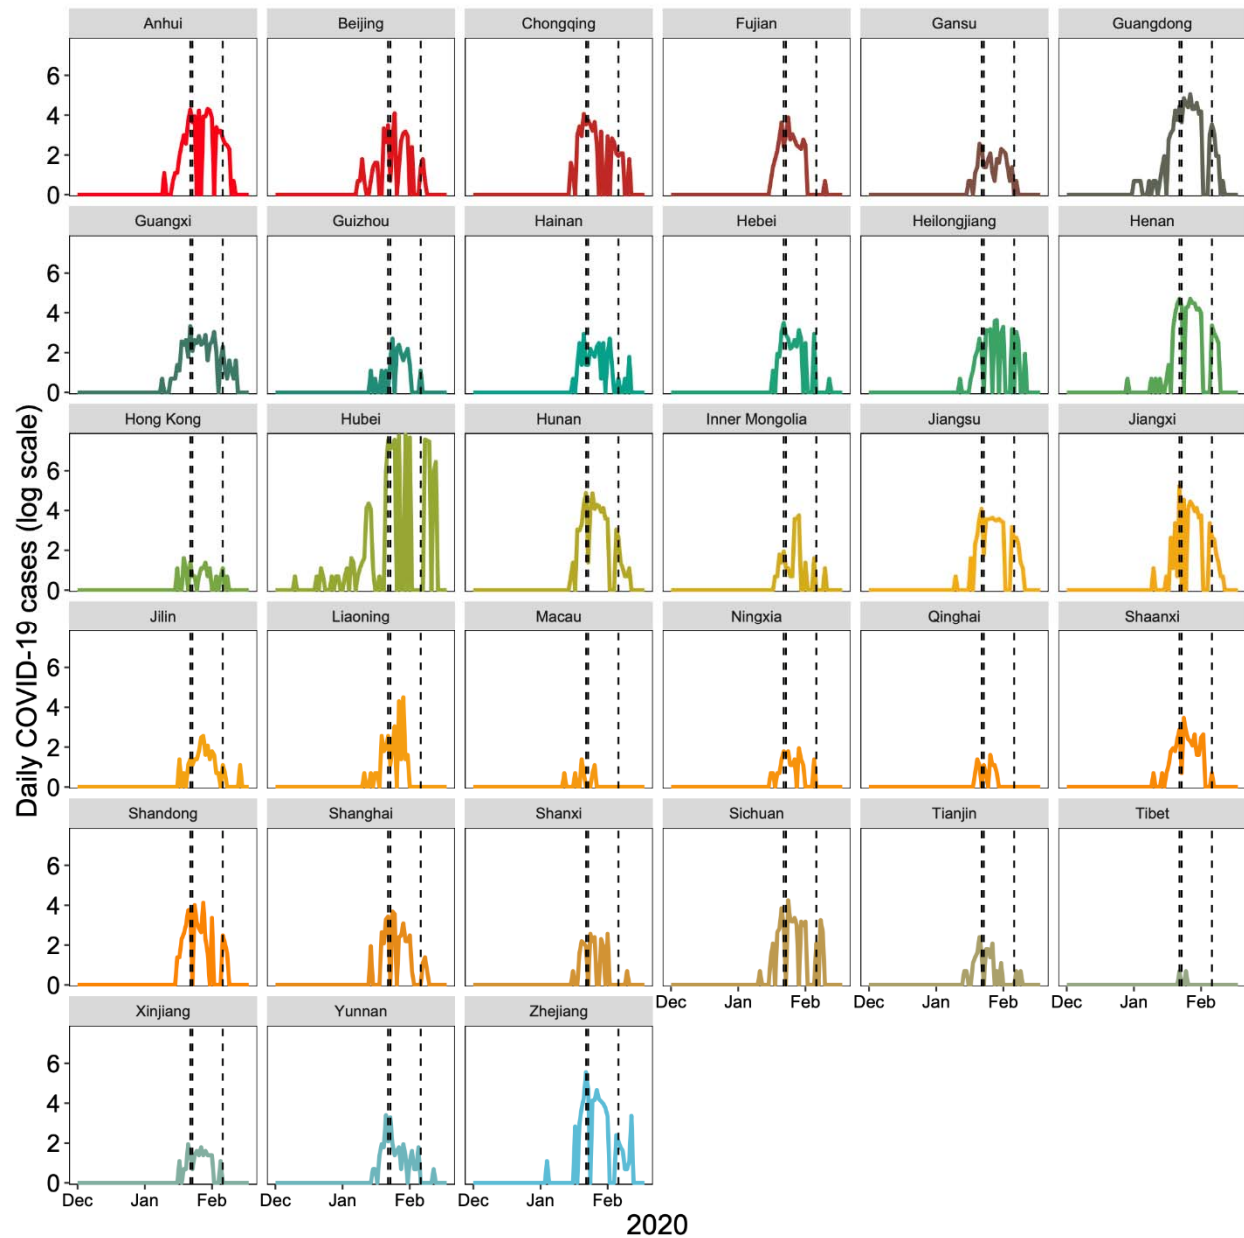 Anhui Beijing Chongqing Fujian Gansu Guangdong
6
4
2
0
Guangxi Guizhou Hainan Hebei Heilongjiang Henan
6
4
2
0
Hong Kong Hubei Hunan Inner Mongolia Jiangsu Jiangxi
6
4
2
0
Daily COVID-19 cases (log scale)
Jilin Liaoning Macau Ningxia Qinghai Shaanxi
6
4
2
0
Shandong Shanghai Shanxi Sichuan Tianjin Tibet
6
4
2
0
Dec Jan Feb Dec Jan Feb Dec Jan Feb
Xinjiang Yunnan Zhejiang
6
4
2
0
Dec Jan Feb Dec Jan Feb Dec Jan Feb
2020